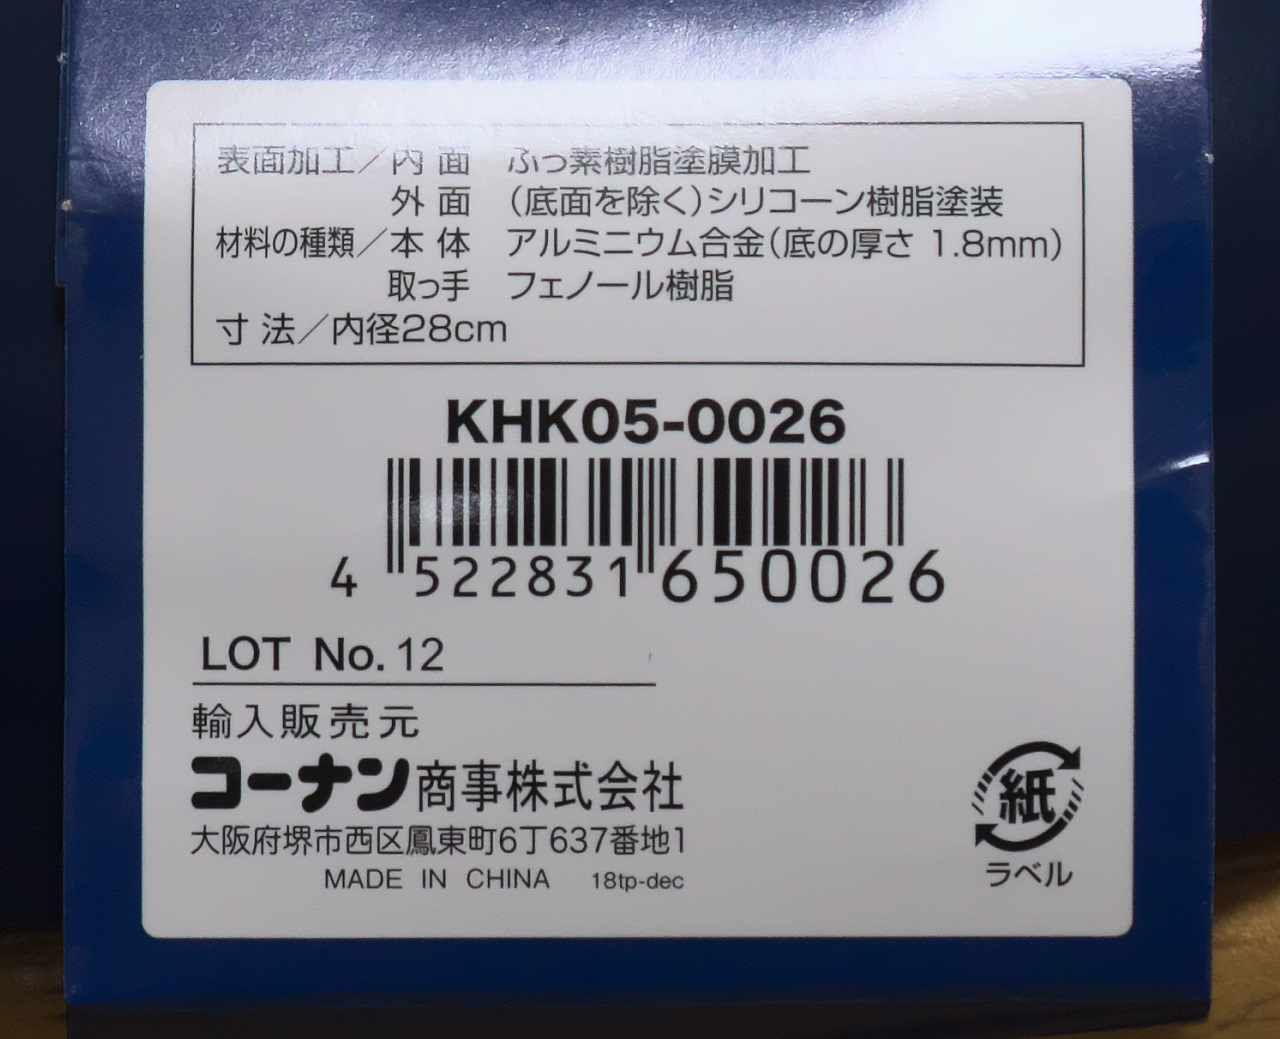 表面加工／内 面 ふっ素樹脂塗膜加工
外 面 （底面を除く）シリコーン樹脂塗装
材料の種類／本 体 アルミニウム合金（底の厚さ 1.8mm）
取っ手 フェノール樹脂
寸 法／内径28cm
KHK05-0026
4 522831 650026
LOT No. 12
輸入販売元
コーナン商事株式会社
大阪府堺市西区鳳東町6丁637番地1
MADE IN CHINA 18tp-dec
紙
ラベル